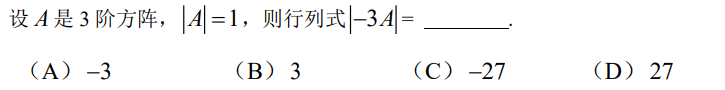 设 A 是 3 阶方阵，|A|=1，则行列式|−3A|= ________.
（A）−3 （B）3 （C）−27 （D）27